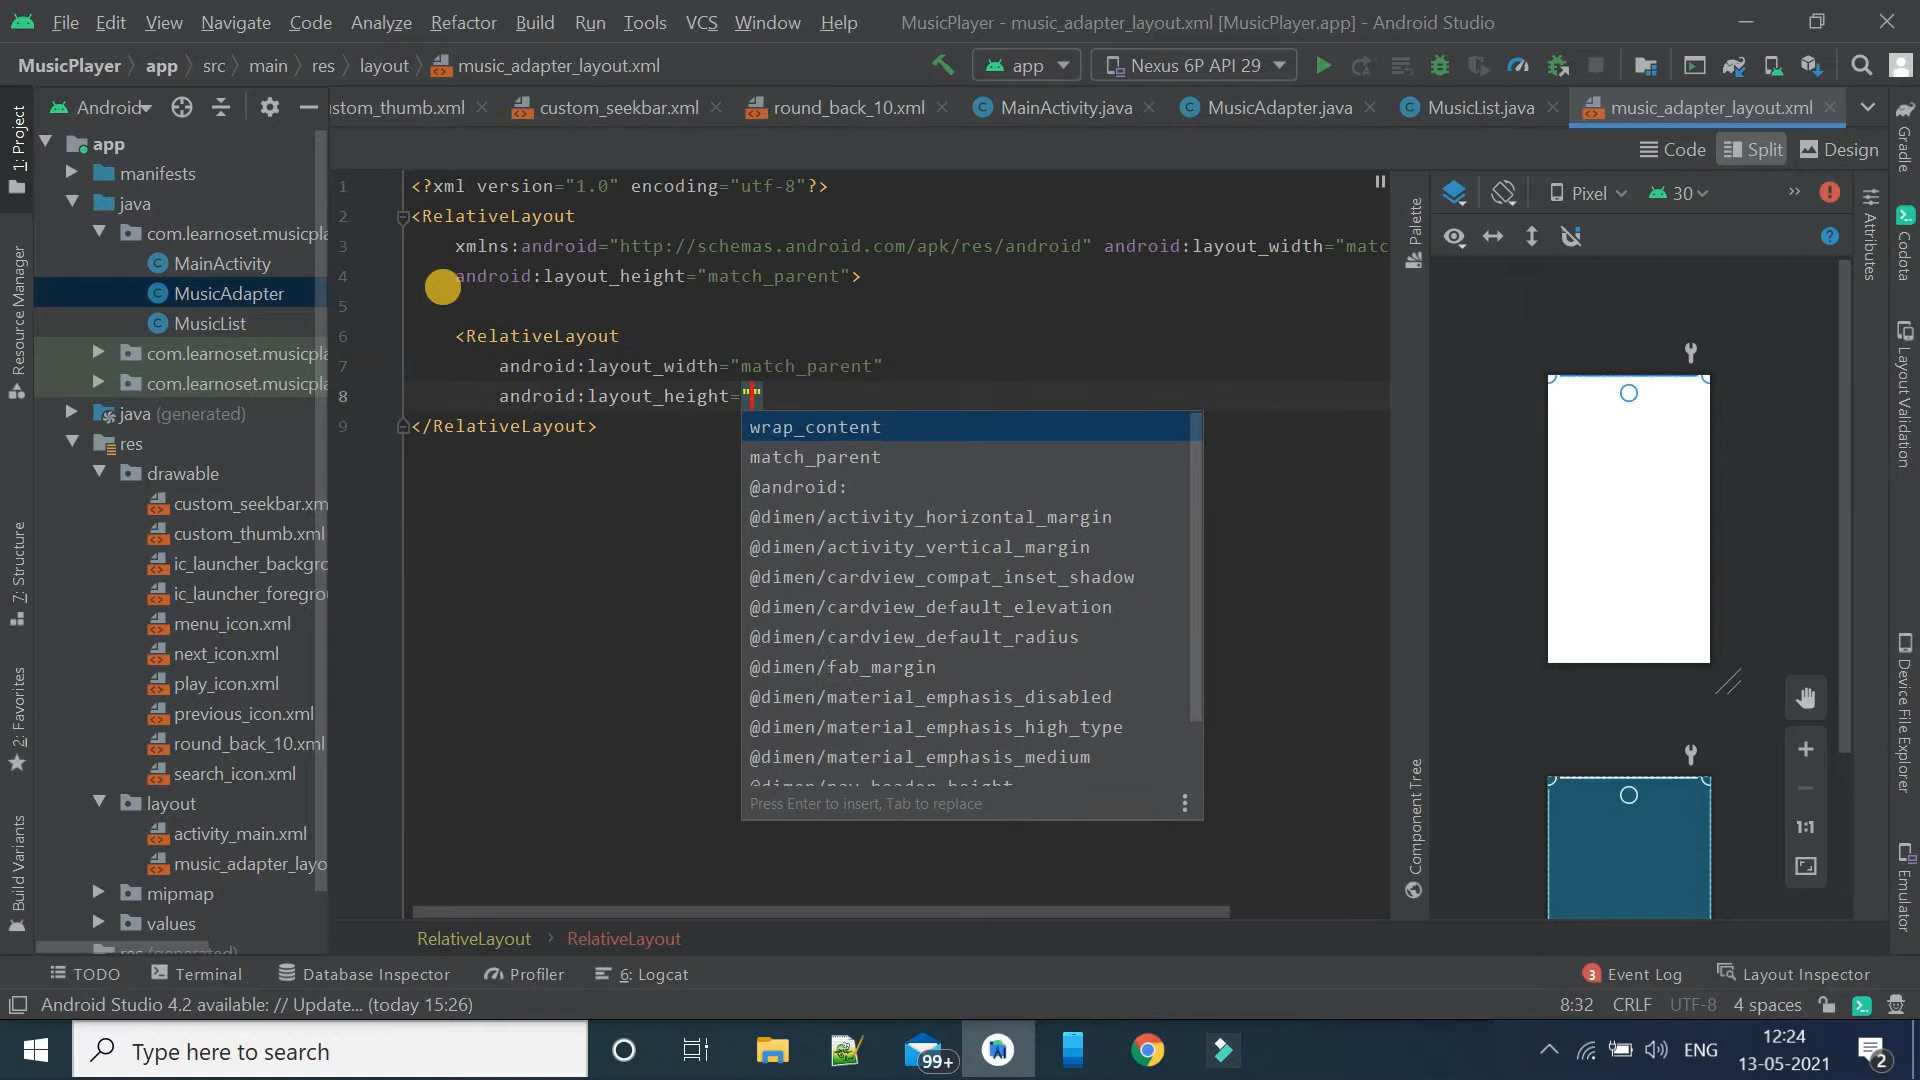 File Edit View Navigate Code Analyze Refactor Build Run Tools VCS Window Help MusicPlayer - music_adapter_layout.xml [MusicPlayer.app] - Android Studio
MusicPlayer app src main res layout music_adapter_layout.xml app Nexus 6P API 29
Android
ustom_thumb.xml custom_seekbar.xml round_back_10.xml MainActivity.java MusicAdapter.java MusicList.java music_adapter_layout.xml
Code Split Design
1: Project
Resource Manager
7: Structure
2: Favorites
Build Variants
app
manifests
java
com.learnoset.musicpla
MainActivity
MusicAdapter
MusicList
com.learnoset.musicpla
com.learnoset.musicpla
java (generated)
res
drawable
custom_seekbar.xm
custom_thumb.xml
ic_launcher_backgro
ic_launcher_foregrou
menu_icon.xml
next_icon.xml
play_icon.xml
previous_icon.xml
round_back_10.xml
search_icon.xml
layout
activity_main.xml
music_adapter_layo
mipmap
values
res (generated)
1 <?xml version="1.0" encoding="utf-8"?>
2 <RelativeLayout
3 xmlns:android="http://schemas.android.com/apk/res/android" android:layout_width="matc
4 android:layout_height="match_parent">
5
6 <RelativeLayout
7 android:layout_width="match_parent"
8 android:layout_height=""
9 </RelativeLayout>
wrap_content
match_parent
@android:
@dimen/activity_horizontal_margin
@dimen/activity_vertical_margin
@dimen/cardview_compat_inset_shadow
@dimen/cardview_default_elevation
@dimen/cardview_default_radius
@dimen/fab_margin
@dimen/material_emphasis_disabled
@dimen/material_emphasis_high_type
@dimen/material_emphasis_medium
@dimen/nav_header_height
Press Enter to insert, Tab to replace
Palette
Component Tree
Pixel 30
1:1
Attributes
Gradle
Codota
Layout Validation
Device File Explorer
Emulator
RelativeLayout RelativeLayout
TODO Terminal Database Inspector Profiler 6: Logcat 3 Event Log Layout Inspector
Android Studio 4.2 available: // Update... (today 15:26) 8:32 CRLF UTF-8 4 spaces
Type here to search 99+ ENG 12:24
13-05-2021 2